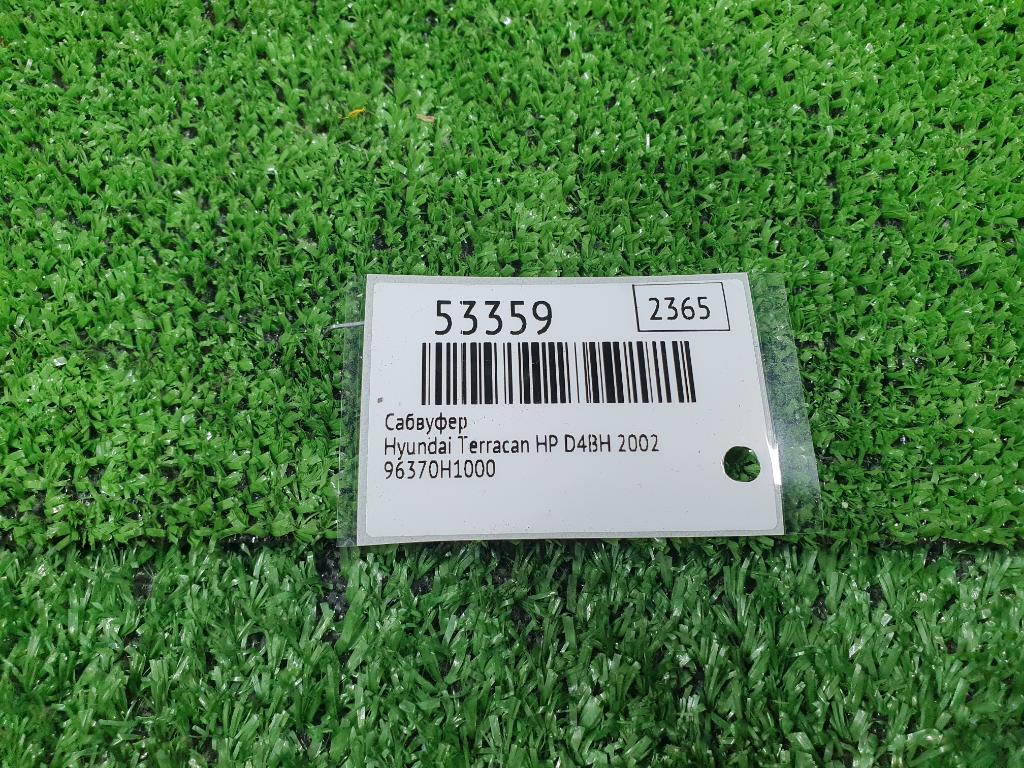 53359
2365
Сабвуфер
Hyundai Terracan HP D4BH 2002
96370H1000